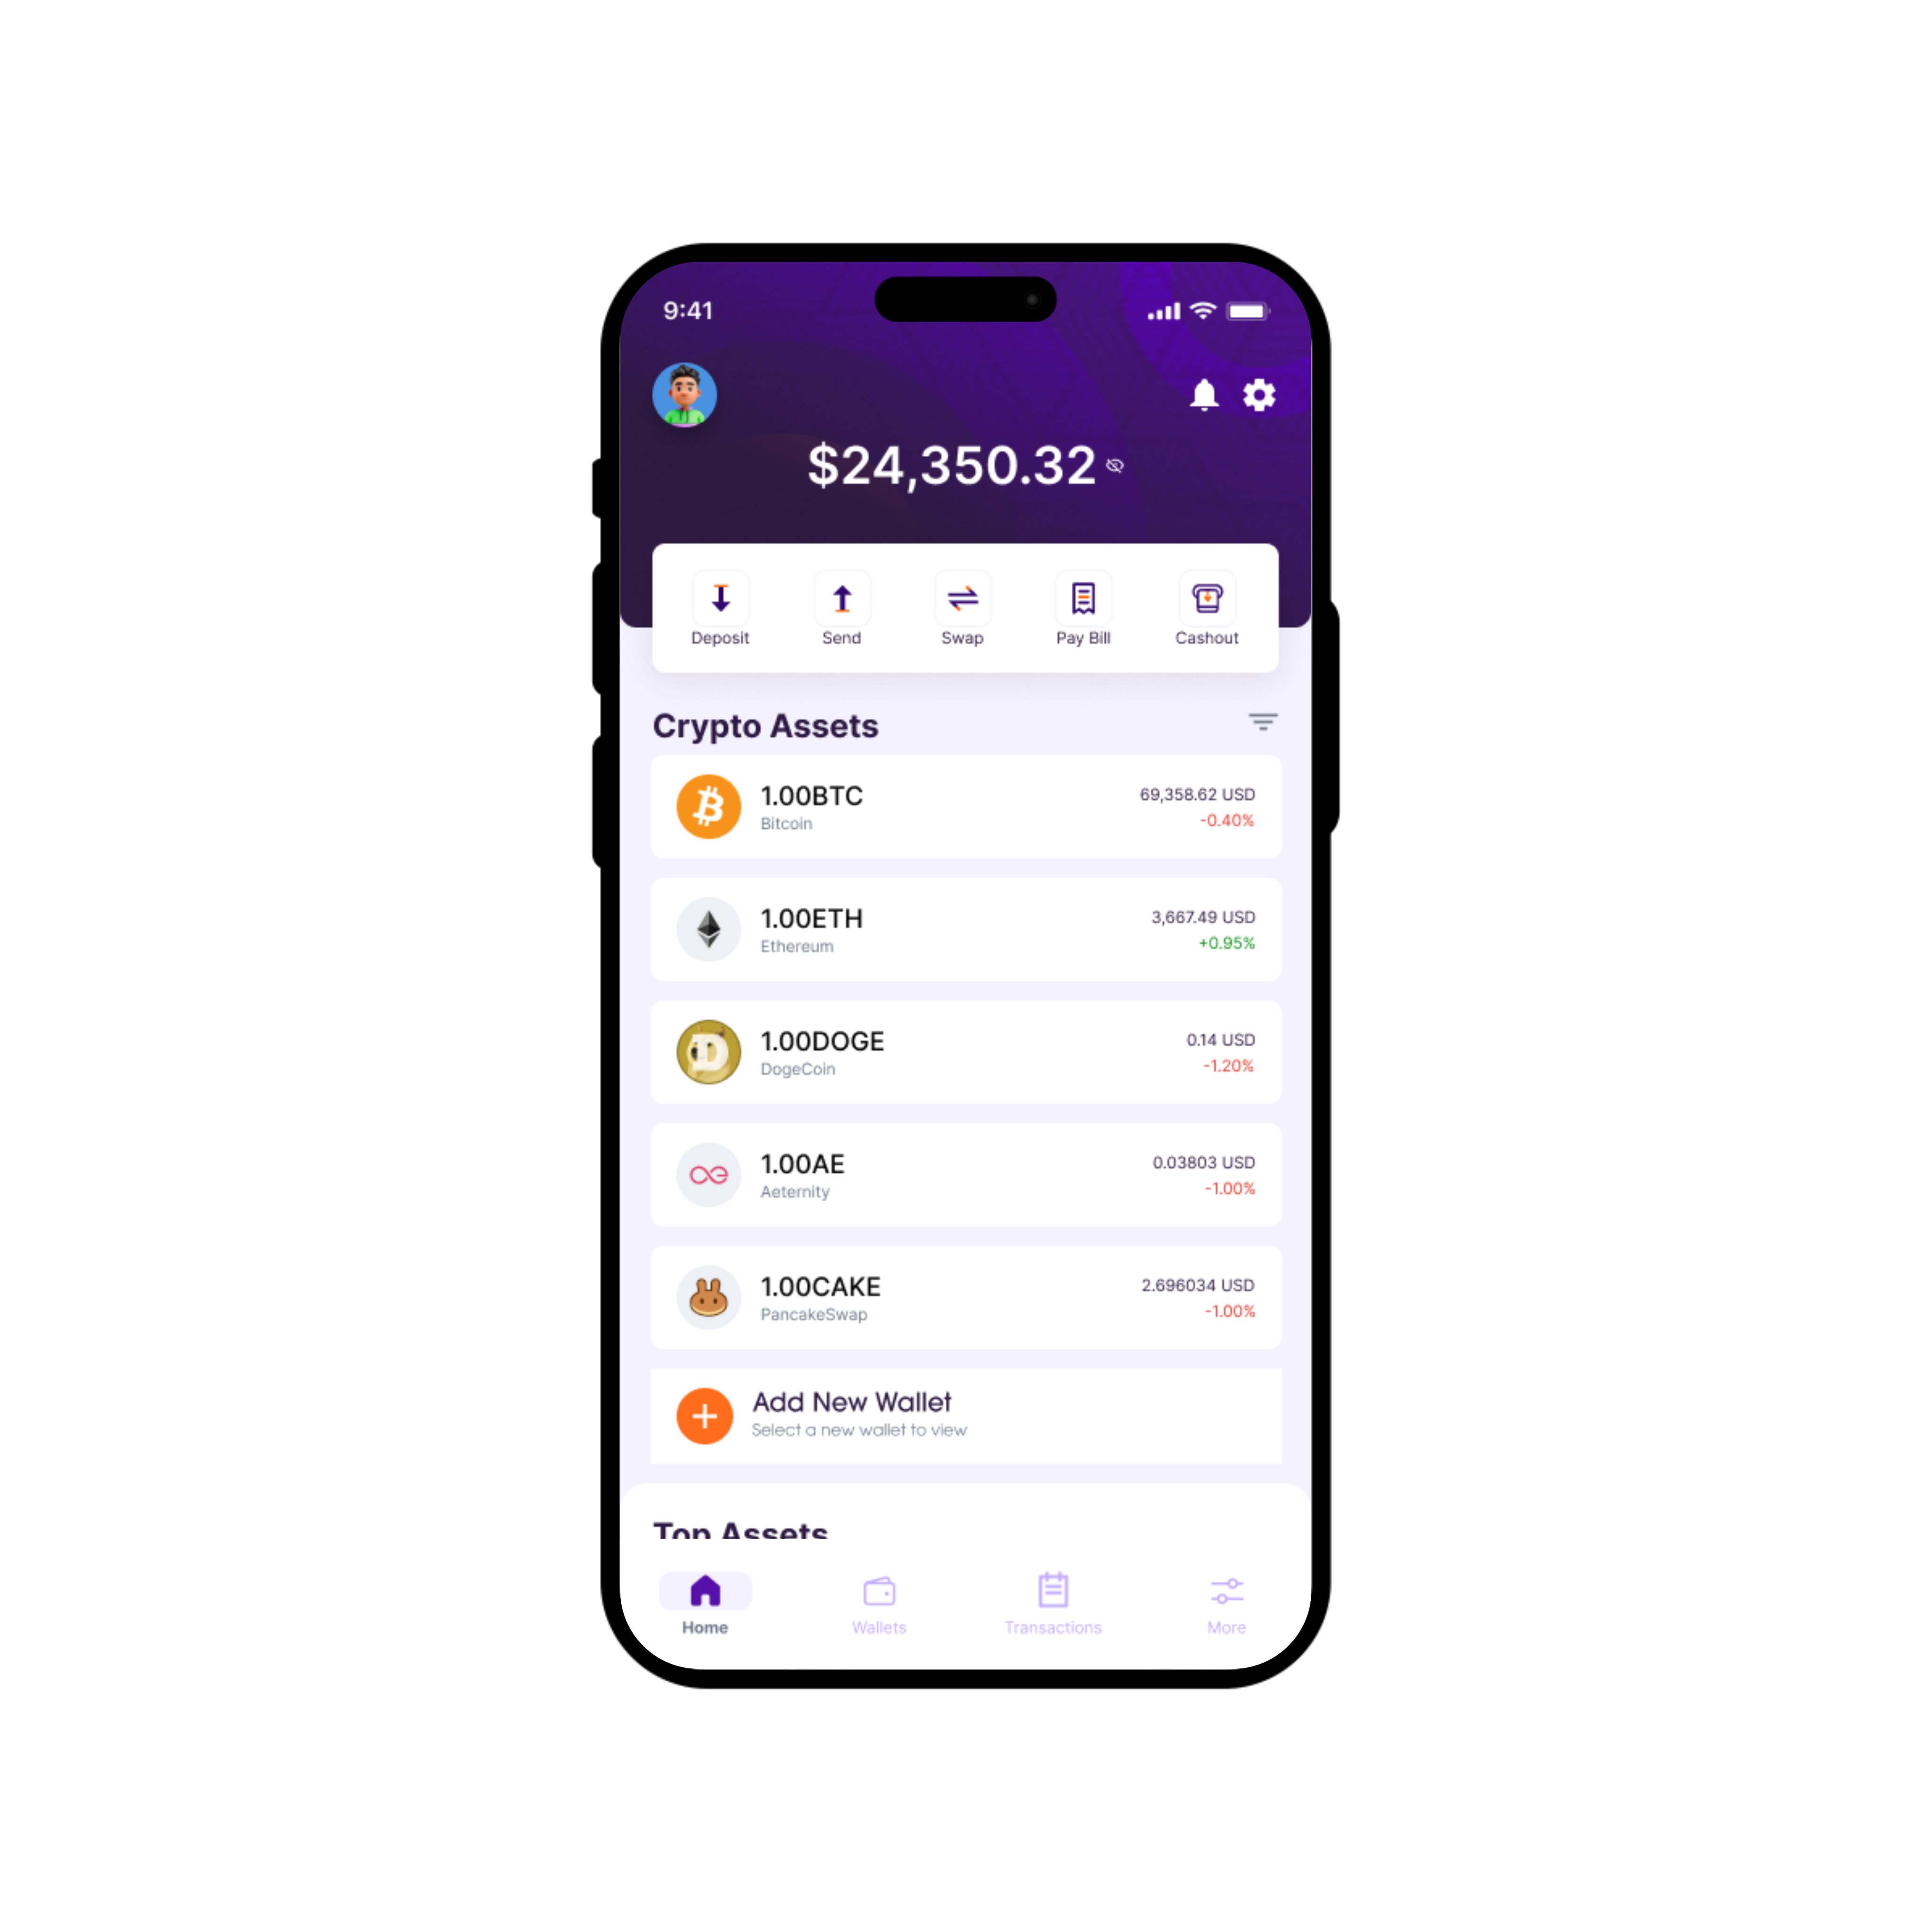 9:41
$24,350.32
Deposit Send Swap Pay Bill Cashout
Crypto Assets
1.00BTC 69,358.62 USD
Bitcoin -0.40%
1.00ETH 3,667.49 USD
Ethereum +0.95%
1.00DOGE 0.14 USD
DogeCoin -1.20%
1.00AE 0.03803 USD
Aeternity -1.00%
1.00CAKE 2.696034 USD
PancakeSwap -1.00%
Add New Wallet
Select a new wallet to view
Top Assets
Home Wallets Transactions More